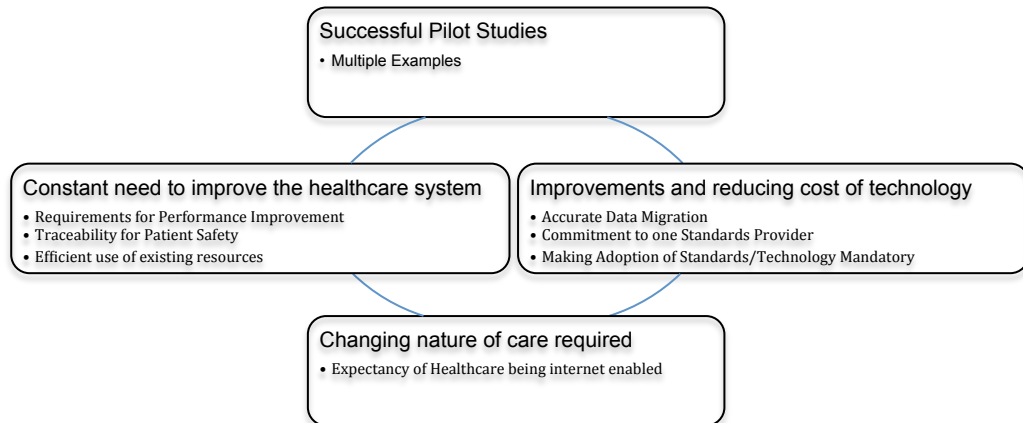 Successful Pilot Studies
• Multiple Examples
Constant need to improve the healthcare system
• Requirements for Performance Improvement
• Traceability for Patient Safety
• Efficient use of existing resources
Improvements and reducing cost of technology
• Accurate Data Migration
• Commitment to one Standards Provider
• Making Adoption of Standards/Technology Mandatory
Changing nature of care required
• Expectancy of Healthcare being internet enabled